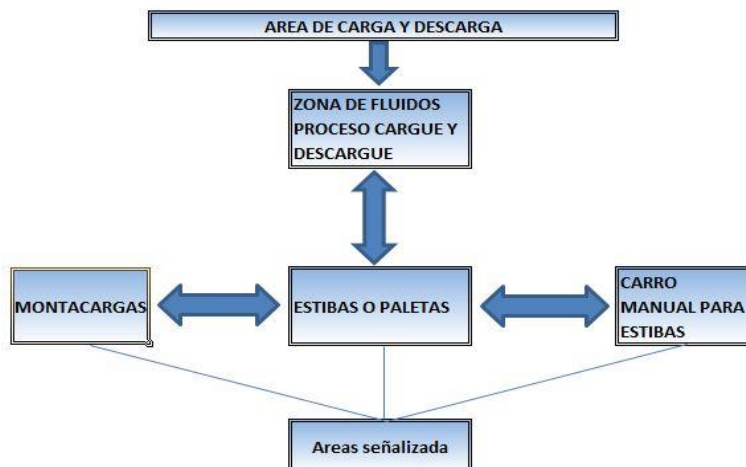 AREA DE CARGA Y DESCARGA
ZONA DE FLUIDOS
PROCESO CARGUE Y
DESCARGUE
MONTACARGAS
ESTIBAS O PALETAS
CARRO
MANUAL PARA
ESTIBAS
Areas señalizada